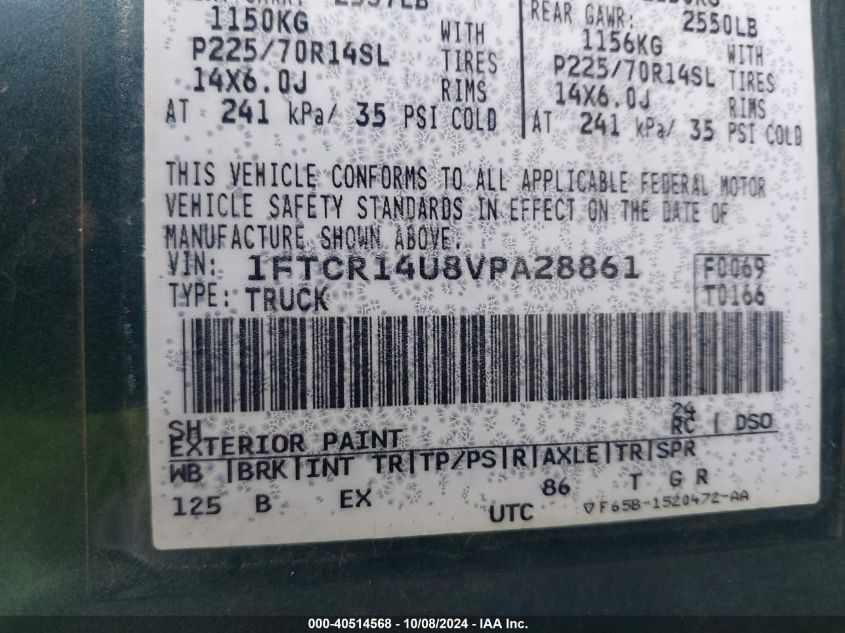 2557LB
1150KG WITH
P225/70R14SL TIRES
14X6.0J RIMS
AT 241 kPa/ 35 PSI COLD
REAR GAWR: 2550LB
1156KG WITH
P225/70R14SL TIRES
14X6.0J RIMS
AT 241 kPa/ 35 PSI COLD
THIS VEHICLE CONFORMS TO ALL APPLICABLE FEDERAL MOTOR
VEHICLE SAFETY STANDARDS IN EFFECT ON THE DATE OF
MANUFACTURE SHOWN ABOVE.
VIN: 1FTCR14U8VPA28861 F0069
TYPE: TRUCK T0166
SH 24
EXTERIOR PAINT RC | DSO
WB |BRK|INT TR|TP/PS|R|AXLE|TR|SPR
125 B EX 86 T G R
UTC ▽F65B-1520472-AA
000-40514568 - 10/08/2024 - IAA Inc.